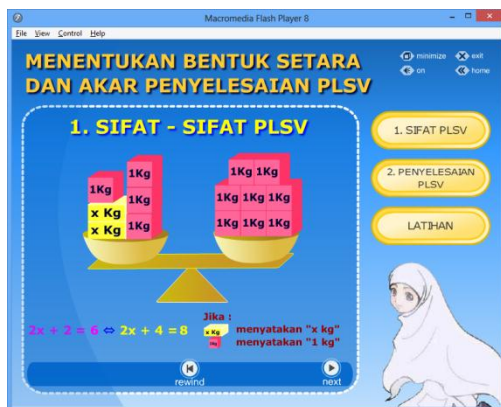 Macromedia Flash Player 8
File View Control Help
MENENTUKAN BENTUK SETARA
DAN AKAR PENYELESAIAN PLSV
minimize exit
on home
1. SIFAT - SIFAT PLSV
1Kg 1Kg 1Kg
1Kg
x Kg 1Kg 1Kg 1Kg 1Kg
x Kg 1Kg 1Kg 1Kg 1Kg
1. SIFAT PLSV
2. PENYELESAIAN
PLSV
LATIHAN
Jika :
2x + 2 = 6 ⇔ 2x + 4 = 8
x Kg menyatakan "x kg"
1Kg menyatakan "1 kg"
rewind next